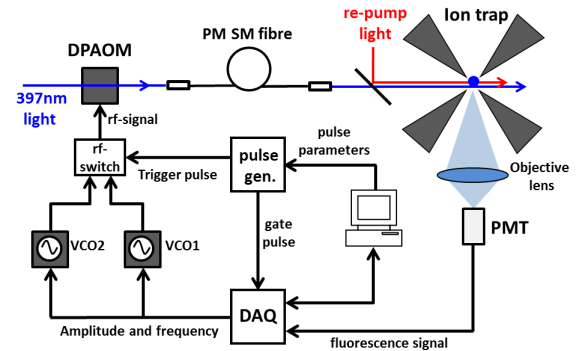 DPAOM
PM SM fibre
re-pump
light
Ion trap
397nm
light
rf-signal
rf-
switch
Trigger pulse
pulse
gen.
pulse
parameters
Objective
lens
PMT
gate
pulse
VCO2
VCO1
DAQ
Amplitude and frequency
fluorescence signal